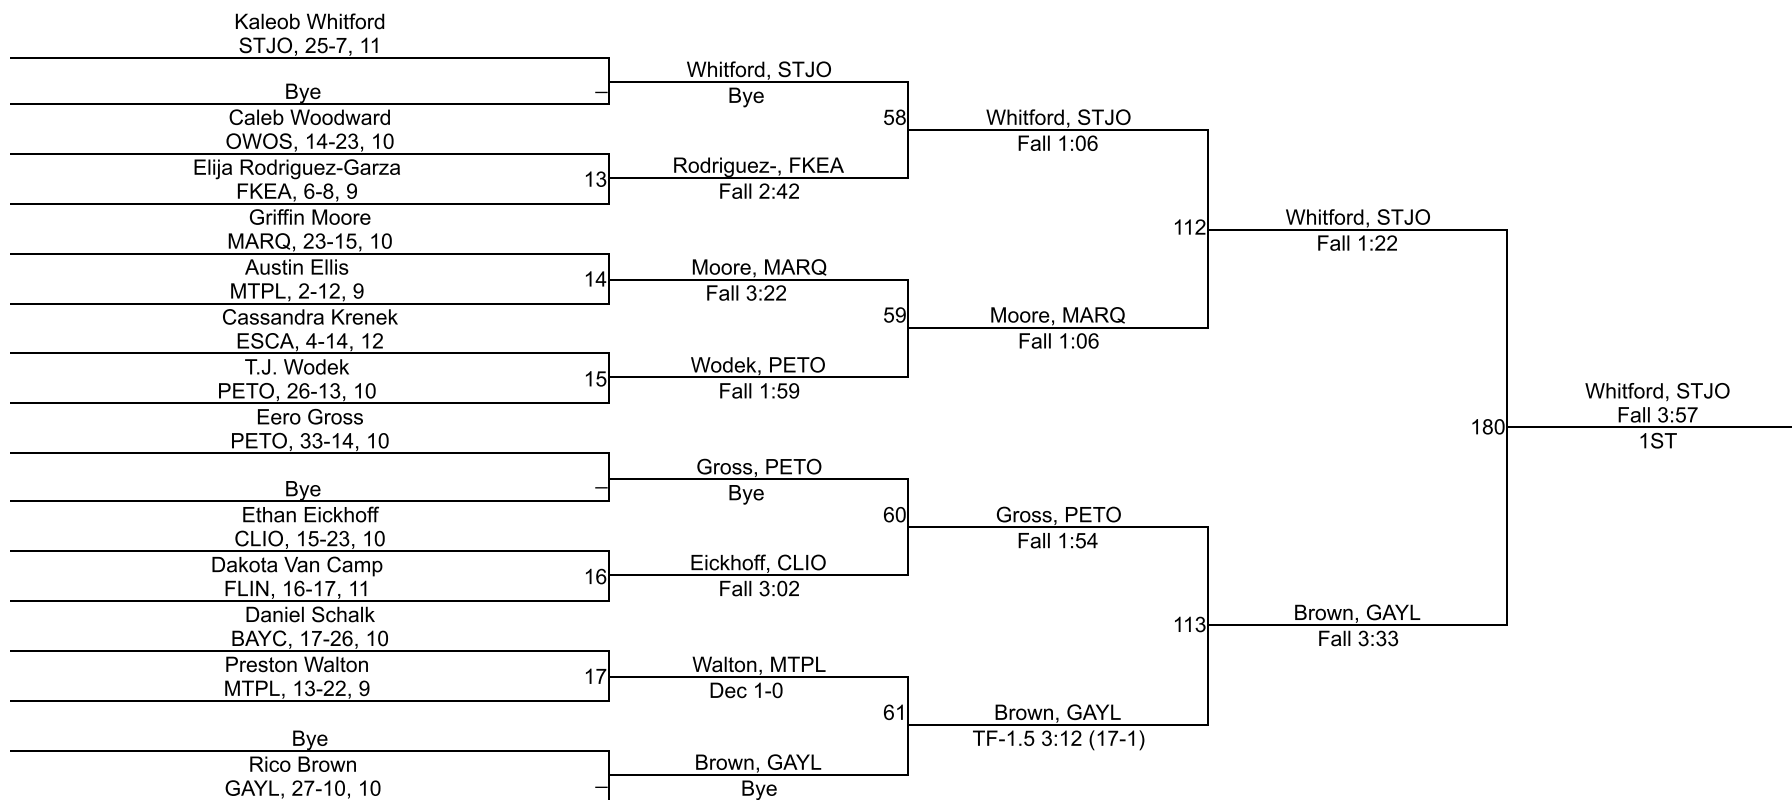 Kaleob Whitford
STJO, 25-7, 11
Bye
Caleb Woodward
OWOS, 14-23, 10
Elija Rodriguez-Garza
FKEA, 6-8, 9
Griffin Moore
MARQ, 23-15, 10
Austin Ellis
MTPL, 2-12, 9
Cassandra Krenek
ESCA, 4-14, 12
T.J. Wodek
PETO, 26-13, 10
Eero Gross
PETO, 33-14, 10
Bye
Ethan Eickhoff
CLIO, 15-23, 10
Dakota Van Camp
FLIN, 16-17, 11
Daniel Schalk
BAYC, 17-26, 10
Preston Walton
MTPL, 13-22, 9
Bye
Rico Brown
GAYL, 27-10, 10
–
13
14
15
–
16
17
–
Whitford, STJO
Bye
Rodriguez-, FKEA
Fall 2:42
Moore, MARQ
Fall 3:22
Wodek, PETO
Fall 1:59
Gross, PETO
Bye
Eickhoff, CLIO
Fall 3:02
Walton, MTPL
Dec 1-0
Brown, GAYL
Bye
58
59
60
61
Whitford, STJO
Fall 1:06
Moore, MARQ
Fall 1:06
Gross, PETO
Fall 1:54
Brown, GAYL
TF-1.5 3:12 (17-1)
112
113
Whitford, STJO
Fall 1:22
Brown, GAYL
Fall 3:33
180
Whitford, STJO
Fall 3:57
1ST